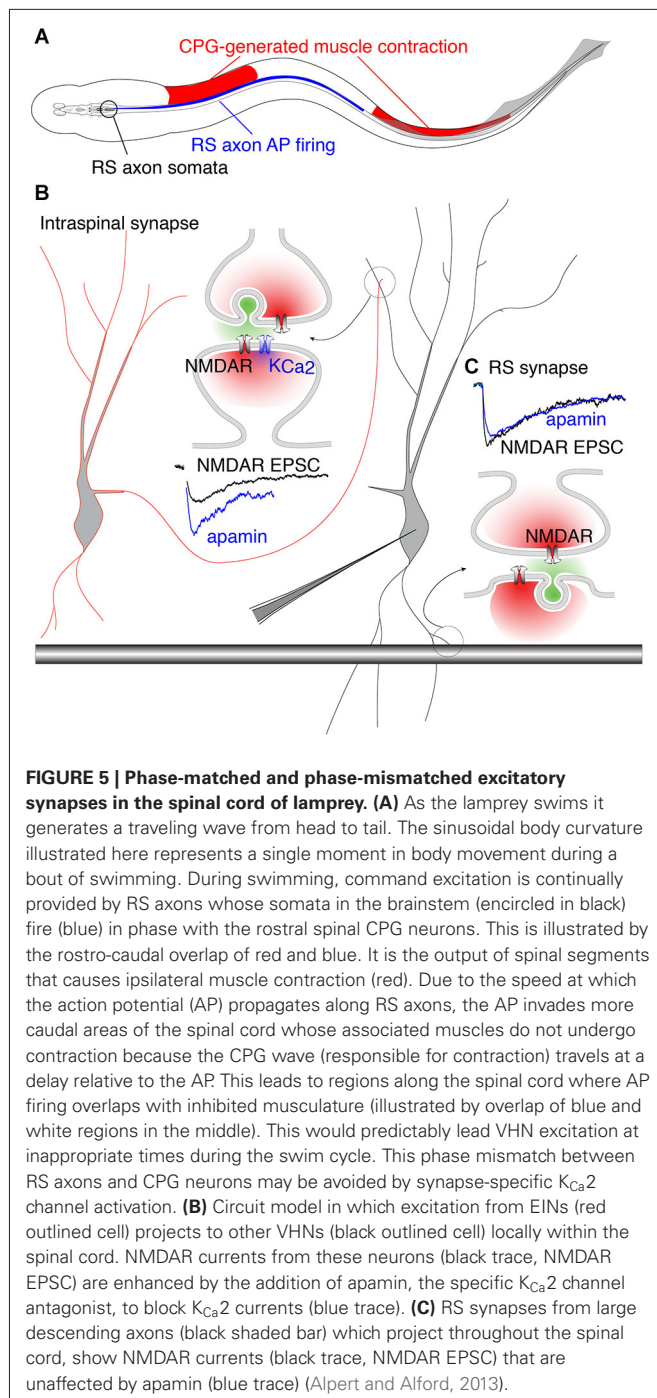 A
CPG-generated muscle contraction
RS axon AP firing
RS axon somata
B
Intraspinal synapse
NMDAR
KCa2
NMDAR EPSC
apamin
C RS synapse
apamin
NMDAR EPSC
NMDAR
FIGURE 5 | Phase-matched and phase-mismatched excitatory
synapses in the spinal cord of lamprey. (A) As the lamprey swims it
generates a traveling wave from head to tail. The sinusoidal body curvature
illustrated here represents a single moment in body movement during a
bout of swimming. During swimming, command excitation is continually
provided by RS axons whose somata in the brainstem (encircled in black)
fire (blue) in phase with the rostral spinal CPG neurons. This is illustrated by
the rostro-caudal overlap of red and blue. It is the output of spinal segments
that causes ipsilateral muscle contraction (red). Due to the speed at which
the action potential (AP) propagates along RS axons, the AP invades more
caudal areas of the spinal cord whose associated muscles do not undergo
contraction because the CPG wave (responsible for contraction) travels at a
delay relative to the AP. This leads to regions along the spinal cord where AP
firing overlaps with inhibited musculature (illustrated by overlap of blue and
white regions in the middle). This would predictably lead VHN excitation at
inappropriate times during the swim cycle. This phase mismatch between
RS axons and CPG neurons may be avoided by synapse-specific KCa2
channel activation. (B) Circuit model in which excitation from EINs (red
outlined cell) projects to other VHNs (black outlined cell) locally within the
spinal cord. NMDAR currents from these neurons (black trace, NMDAR
EPSC) are enhanced by the addition of apamin, the specific KCa2 channel
antagonist, to block KCa2 currents (blue trace). (C) RS synapses from large
descending axons (black shaded bar) which project throughout the spinal
cord, show NMDAR currents (black trace, NMDAR EPSC) that are
unaffected by apamin (blue trace) (Alpert and Alford, 2013).